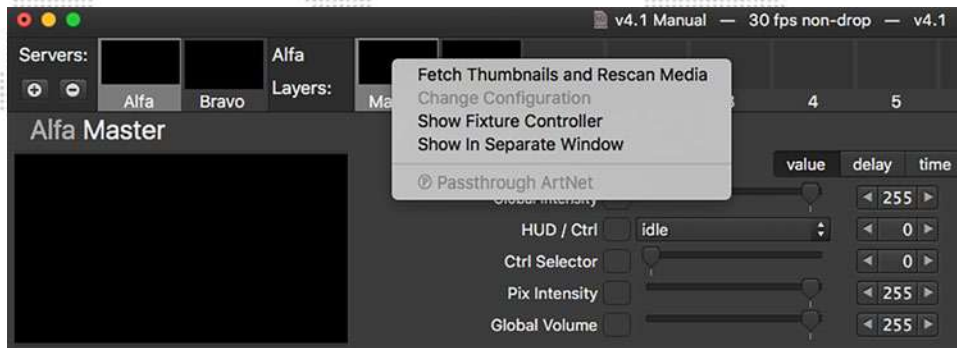 v4.1 Manual — 30 fps non-drop — v4.1
Servers:
Alfa
Layers:
Alfa
Bravo
4
5
Fetch Thumbnails and Rescan Media
Change Configuration
Show Fixture Controller
Show In Separate Window
Ⓟ Passthrough ArtNet
Alfa Master
value delay time
Global Intensity 255
HUD / Ctrl idle 0
Ctrl Selector 0
Pix Intensity 255
Global Volume 255